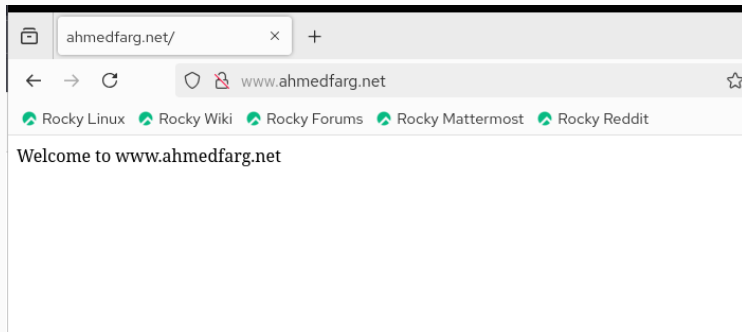 ahmedfarg.net/
www.ahmedfarg.net
Rocky Linux Rocky Wiki Rocky Forums Rocky Mattermost Rocky Reddit
Welcome to www.ahmedfarg.net